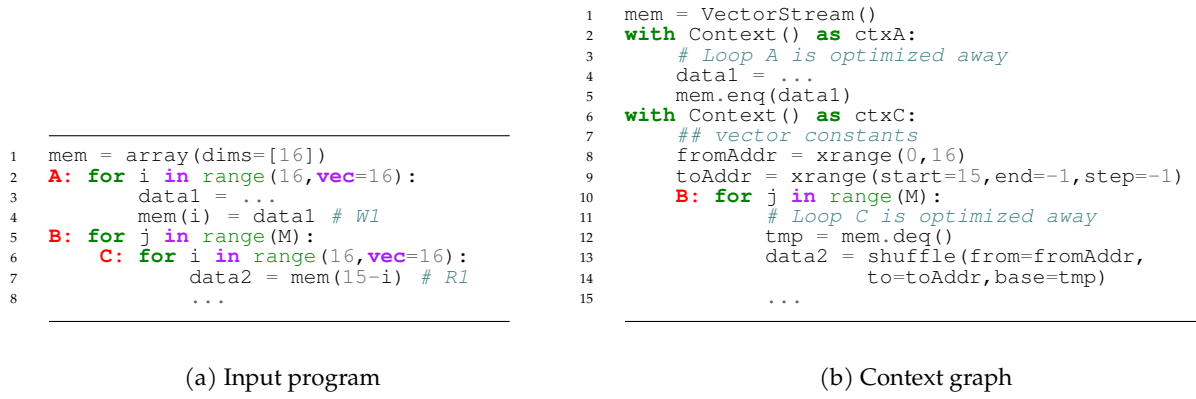 1 mem = array(dims=[16])
2 A: for i in range(16,vec=16):
3 data1 = ...
4 mem(i) = data1 # W1
5 B: for j in range(M):
6 C: for i in range(16,vec=16):
7 data2 = mem(15-i) # R1
8 ...
(a) Input program
1 mem = VectorStream()
2 with Context() as ctxA:
3 # Loop A is optimized away
4 data1 = ...
5 mem.enq(data1)
6 with Context() as ctxC:
7 ## vector constants
8 fromAddr = xrange(0,16)
9 toAddr = xrange(start=15,end=-1,step=-1)
10 B: for j in range(M):
11 # Loop C is optimized away
12 tmp = mem.deq()
13 data2 = shuffle(from=fromAddr,
14 to=toAddr,base=tmp)
15 ...
(b) Context graph